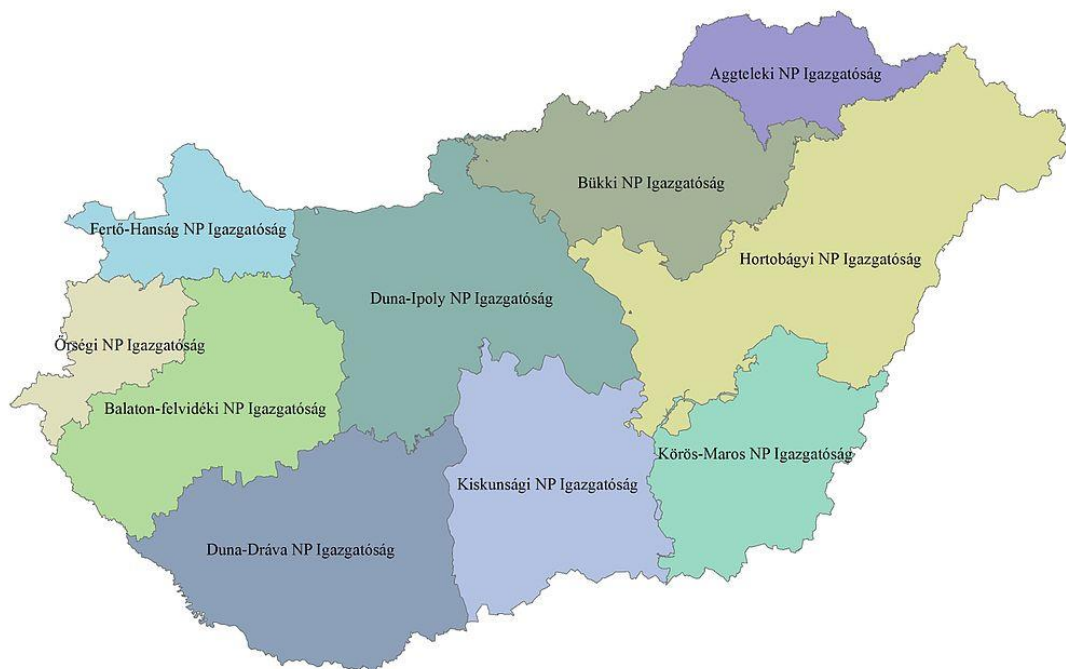 Aggteleki NP Igazgatóság
Bükki NP Igazgatóság
Fertő-Hanság NP Igazgatóság
Hortobágyi NP Igazgatóság
Duna-Ipoly NP Igazgatóság
Őrségi NP Igazgatóság
Balaton-felvidéki NP Igazgatóság
Körös-Maros NP Igazgatóság
Kiskunsági NP Igazgatóság
Duna-Dráva NP Igazgatóság